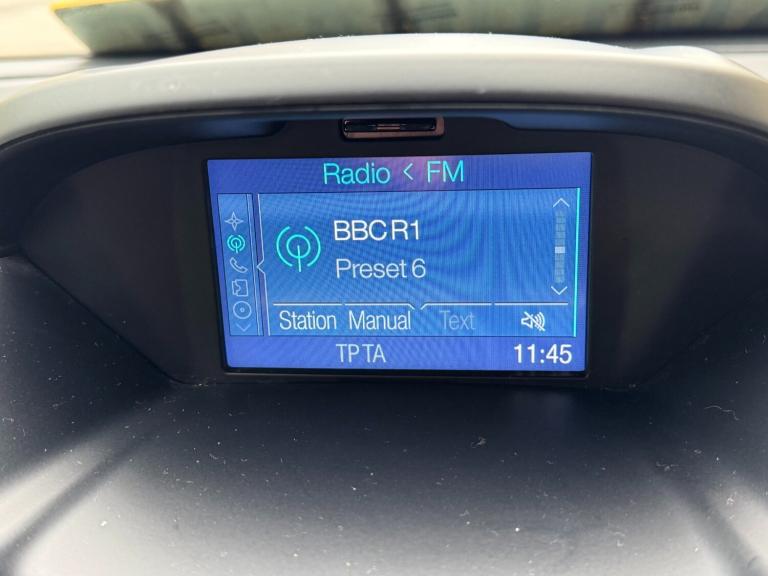 Radio < FM
BBC R1
Preset 6
Station Manual Text
TP TA 11:45